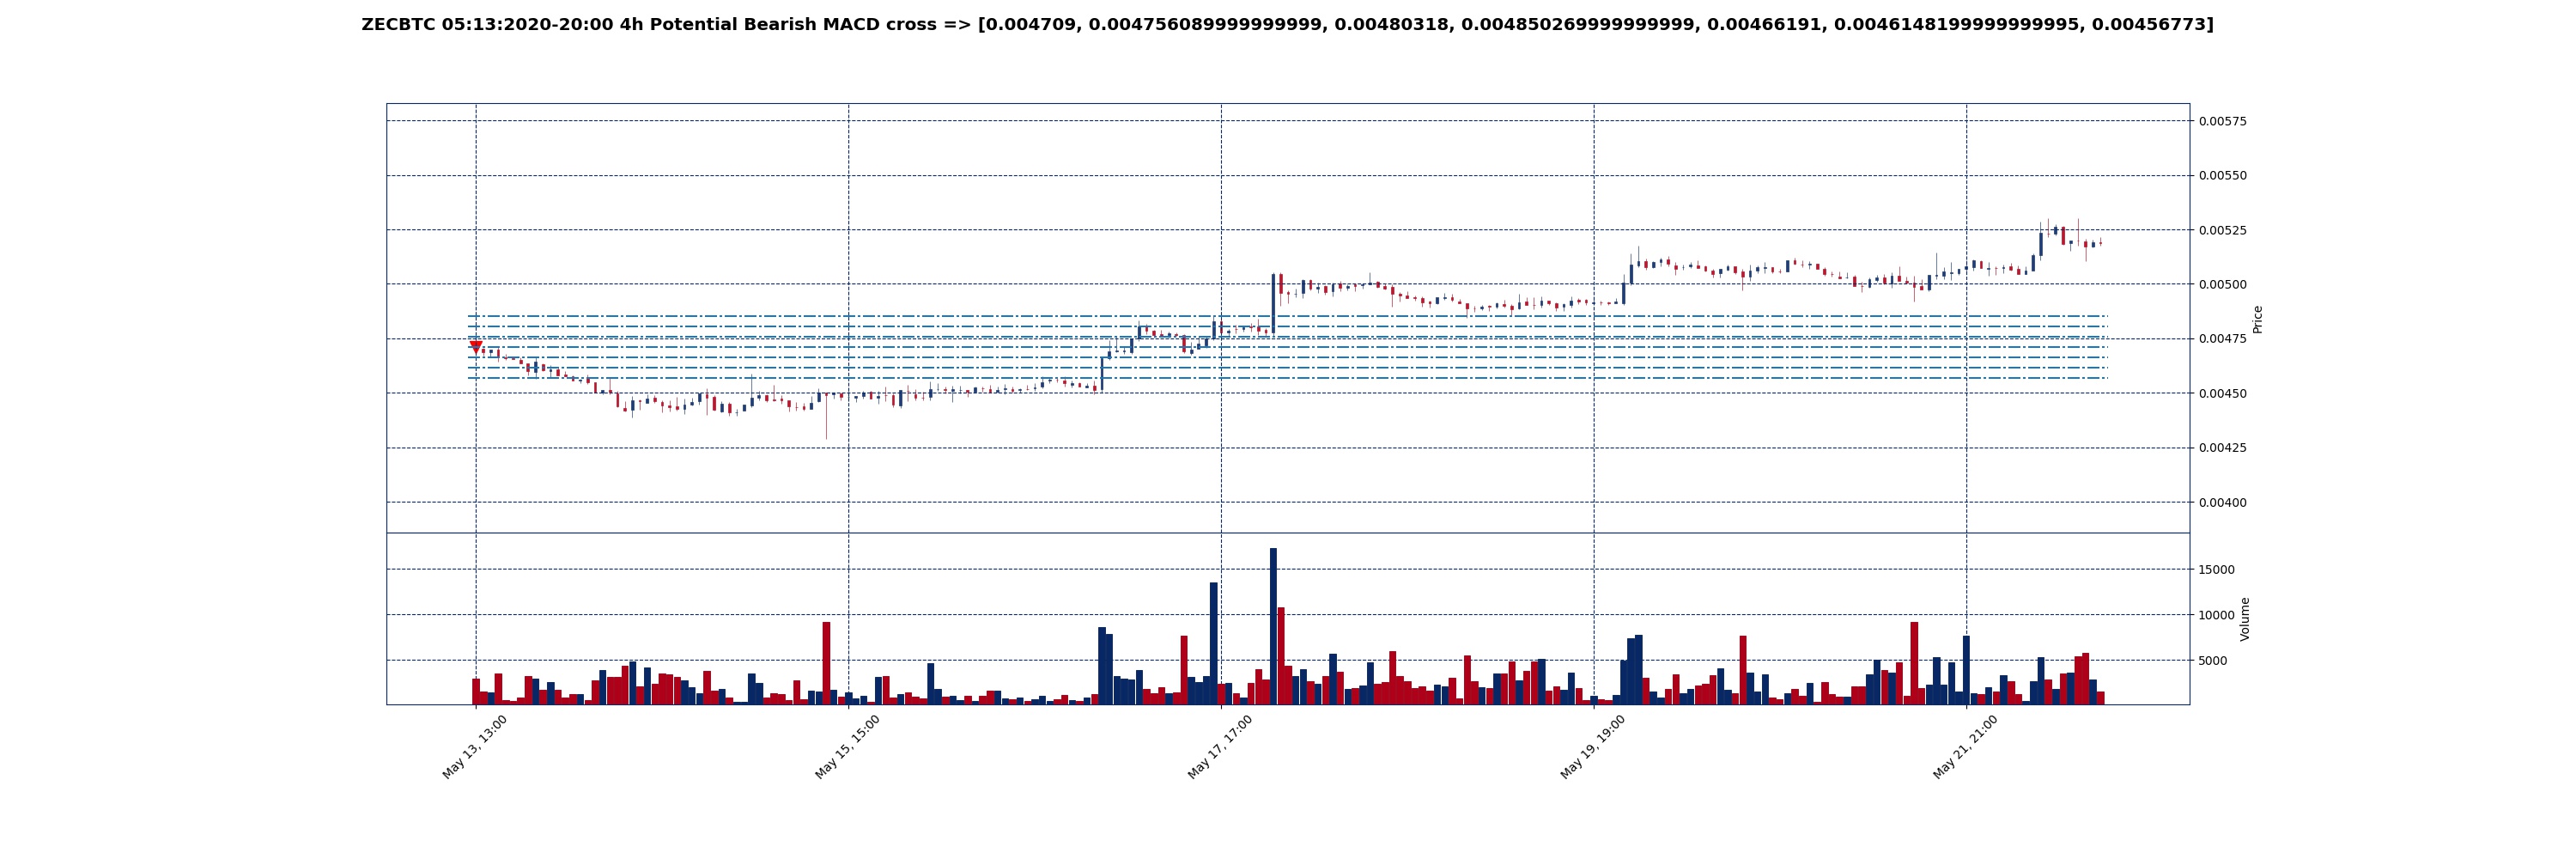 ZECBTC 05:13:2020-20:00 4h Potential Bearish MACD cross => [0.004709, 0.004756089999999999, 0.00480318, 0.004850269999999999, 0.00466191, 0.0046148199999999995, 0.00456773]
0.00575
0.00550
0.00525
0.00500
0.00475
0.00450
0.00425
0.00400
Price
15000
10000
5000
Volume
May 13, 13:00
May 15, 15:00
May 17, 17:00
May 19, 19:00
May 21, 21:00